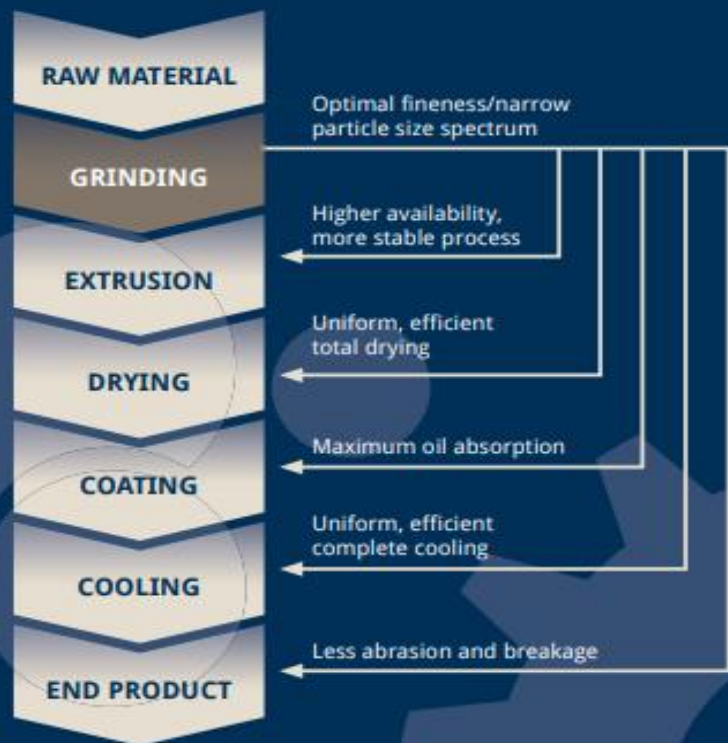 RAW MATERIAL
Optimal fineness/narrow
particle size spectrum
GRINDING
Higher availability,
more stable process
EXTRUSION
Uniform, efficient
total drying
DRYING
Maximum oil absorption
COATING
Uniform, efficient
complete cooling
COOLING
Less abrasion and breakage
END PRODUCT